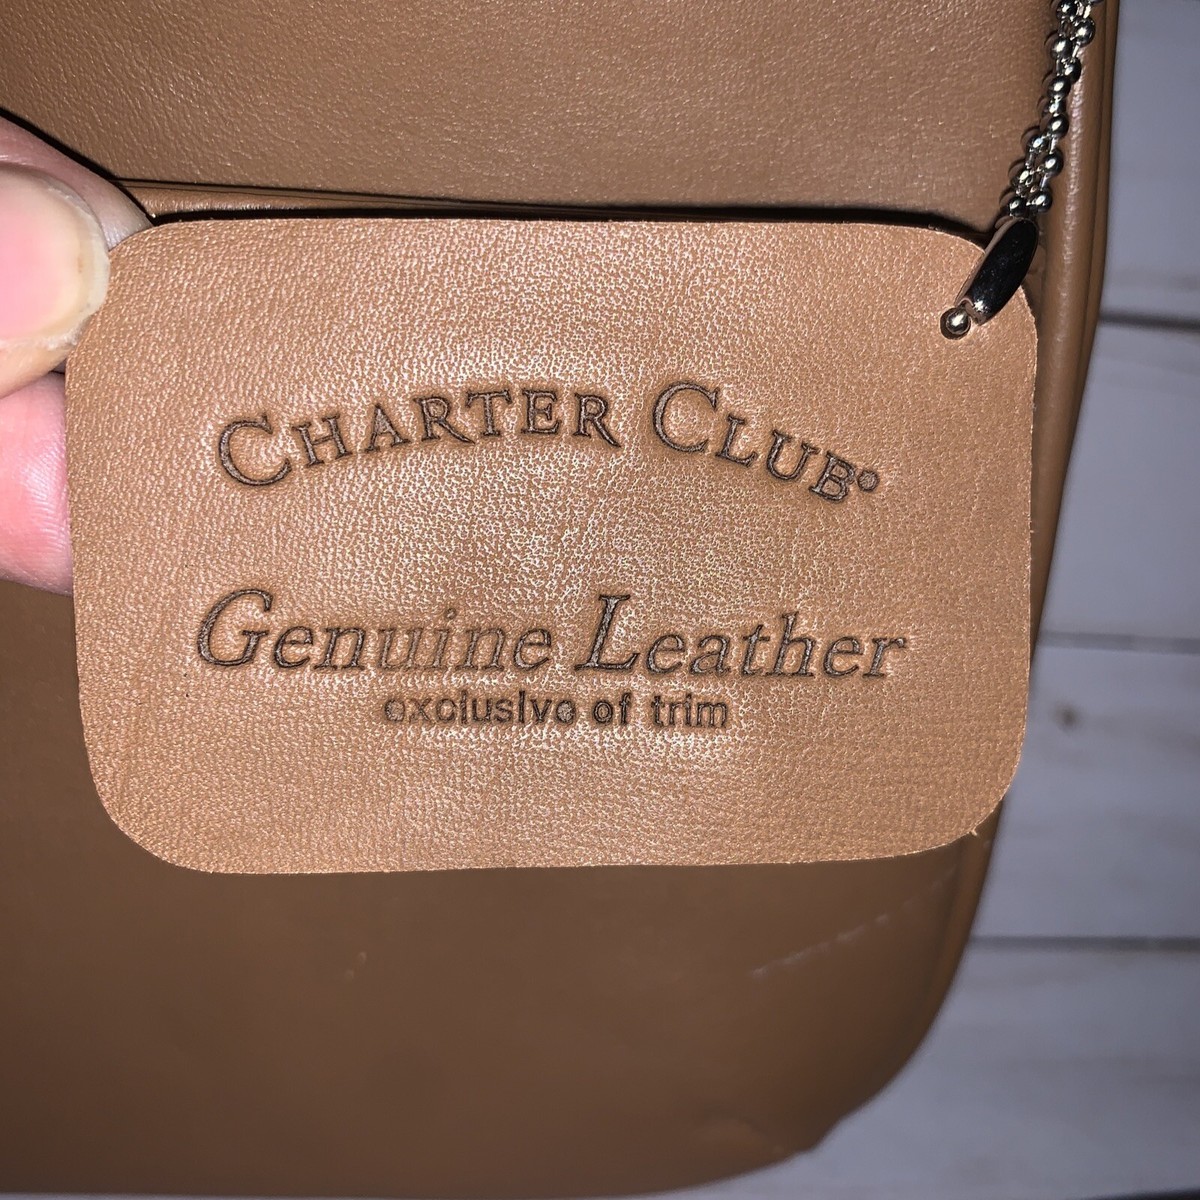 CHARTER CLUB®
Genuine Leather
exclusive of trim